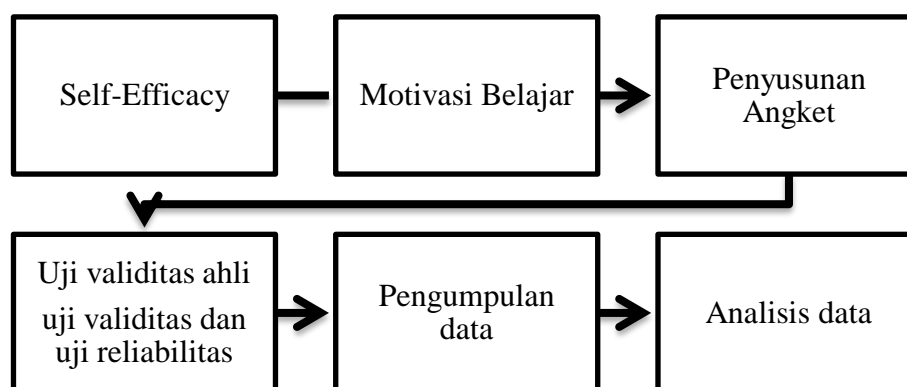 Self-Efficacy
Motivasi Belajar
Penyusunan
Angket
Uji validitas ahli
uji validitas dan
uji reliabilitas
Pengumpulan
data
Analisis data